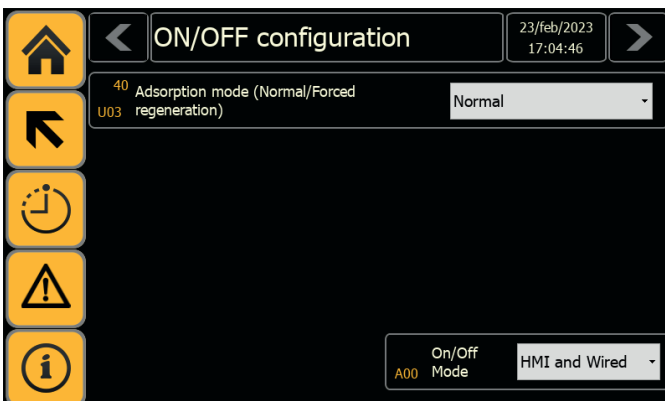 ON/OFF configuration
23/feb/2023
17:04:46
40
Adsorption mode (Normal/Forced
U03 regeneration)
Normal
On/Off
A00 Mode
HMI and Wired